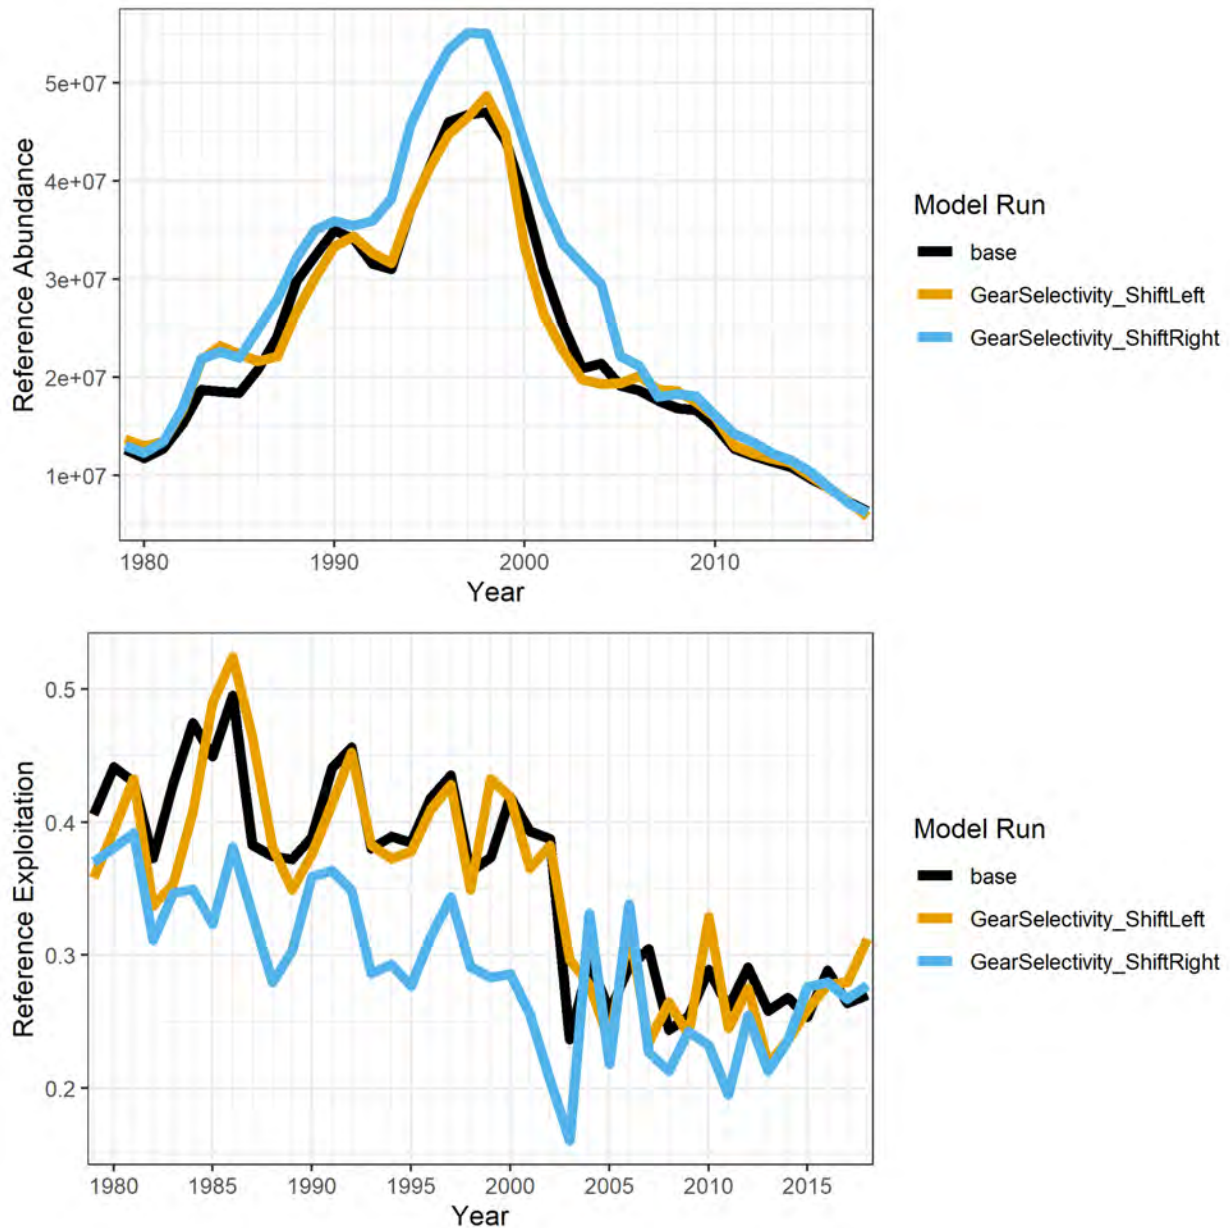 Reference Abundance
5e+07
4e+07
3e+07
2e+07
1e+07
1980 1990 2000 2010
Year
Model Run
base
GearSelectivity_ShiftLeft
GearSelectivity_ShiftRight
Reference Exploitation
0.5
0.4
0.3
0.2
1980 1985 1990 1995 2000 2005 2010 2015
Year
Model Run
base
GearSelectivity_ShiftLeft
GearSelectivity_ShiftRight